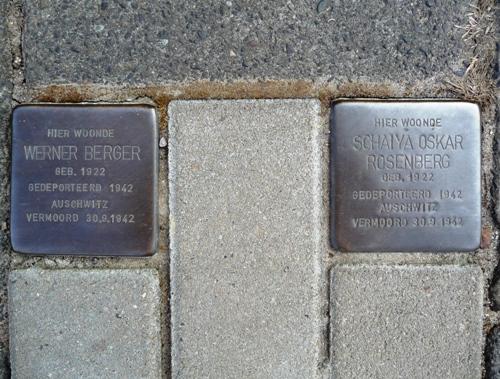 HIER WOONDE
WERNER BERGER
GEB. 1922
GEDEPORTEERD 1942
AUSCHWITZ
VERMOORD 30.9.1942
HIER WOONDE
SCHAIYA OSKAR
ROSENBERG
GEB. 1922
GEDEPORTEERD 1942
AUSCHWITZ
VERMOORD 30.9.1942